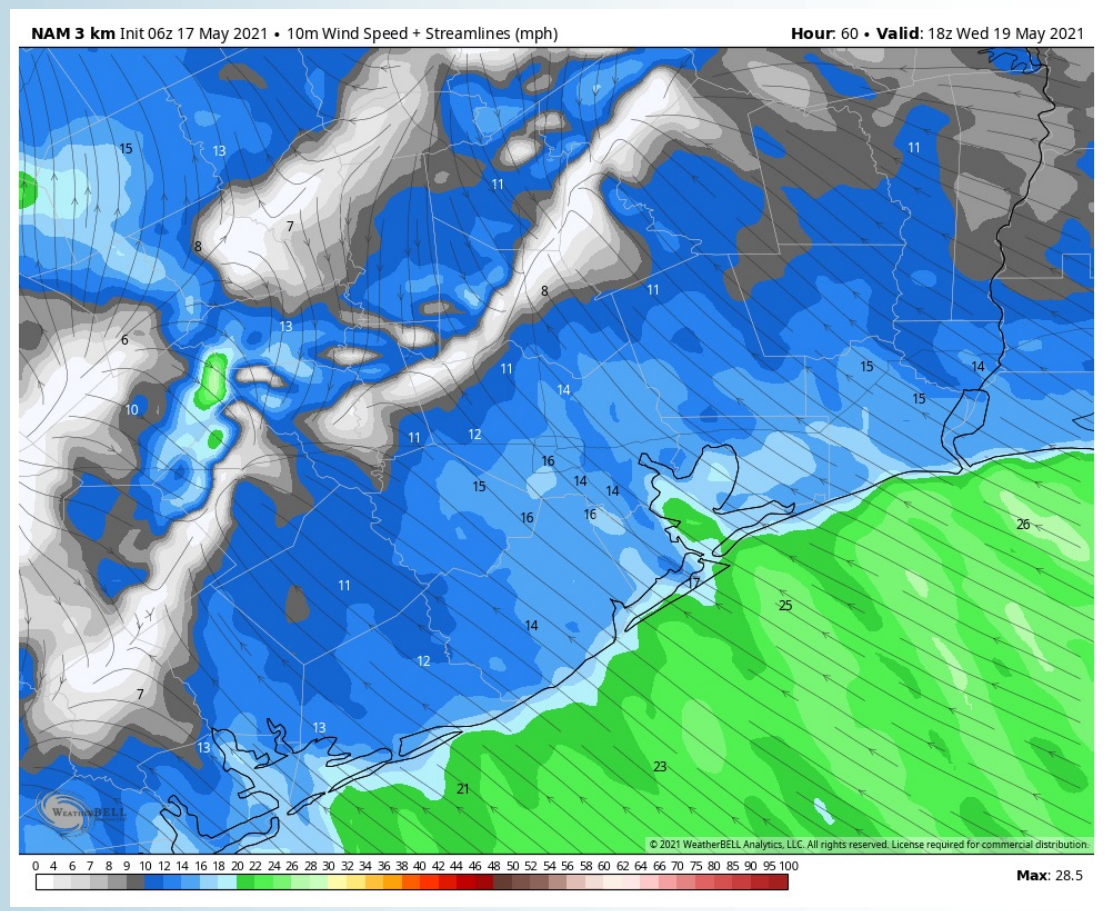 NAM 3 km Init 06z 17 May 2021 • 10m Wind Speed + Streamlines (mph) Hour: 60 • Valid: 18z Wed 19 May 2021
15 13 11
11
8 7
8 11
13
6
11 15 14
14 15
10
11 12
16
15 14 14
16 16 26
11 17
25
14
12
7
13
13
23
21
WEATHERBELL
© 2021 WeatherBELL Analytics, LLC. All rights reserved. License required for commercial distribution.
0 4 6 7 8 9 10 12 14 16 18 20 22 24 26 28 30 32 34 36 38 40 42 44 46 48 50 52 54 56 58 60 62 64 66 70 75 80 85 90 95 100
Max: 28.5